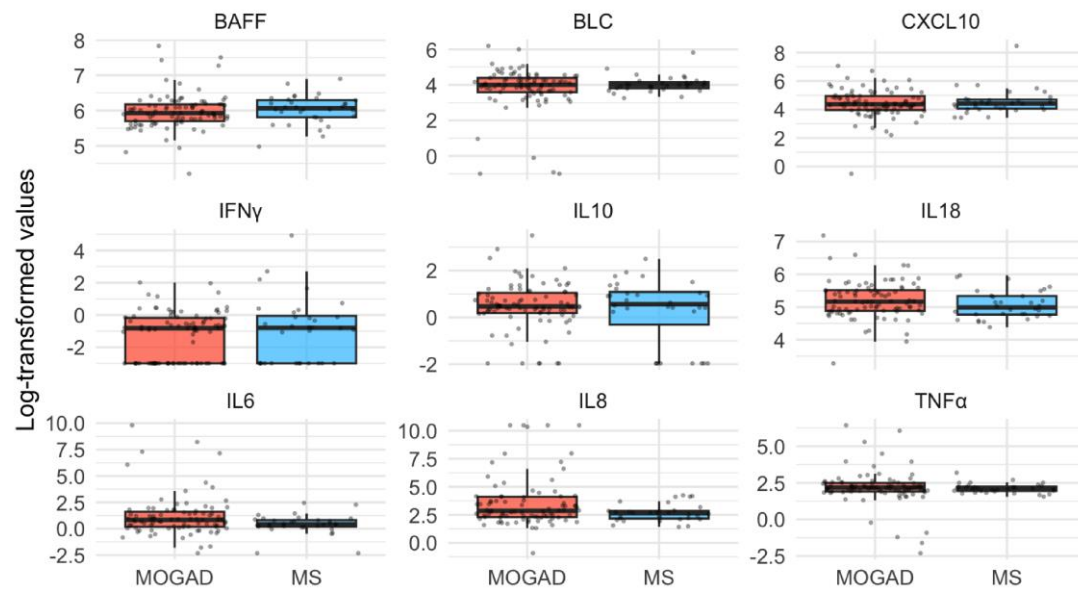 BAFF BLC CXCL10
8 6 8
7 4 6
6 2 4
5 0 2
0
Log-transformed values
IFNγ IL10 IL18
4 2 7
2 0 6
0 -2 5
-2 4
IL6 IL8 TNFα
10.0 10.0 5.0
7.5 7.5 2.5
5.0 5.0 0.0
2.5 2.5 -2.5
0.0 0.0
-2.5
MOGAD MS MOGAD MS MOGAD MS